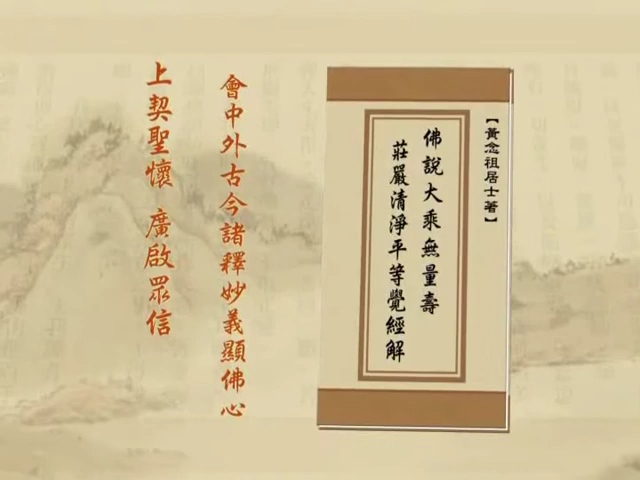 【黃念祖居士著】
佛說大乘無量壽
莊嚴清淨平等覺經解
會中外古今諸釋妙義顯佛心
上契聖懷 廣啟眾信